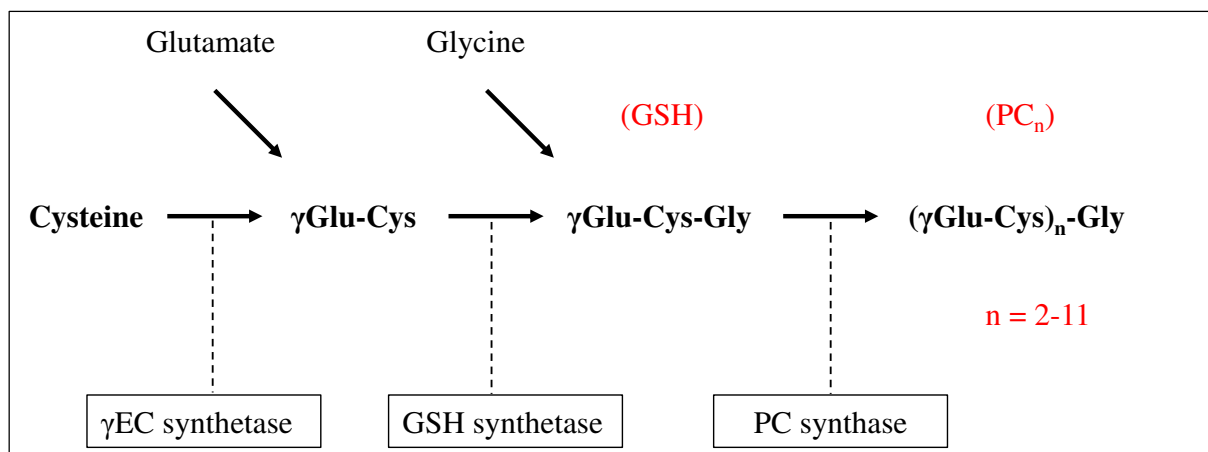 Glutamate Glycine
(GSH) (PCn)
Cysteine γGlu-Cys γGlu-Cys-Gly (γGlu-Cys)n-Gly
n = 2-11
γEC synthetase GSH synthetase PC synthase